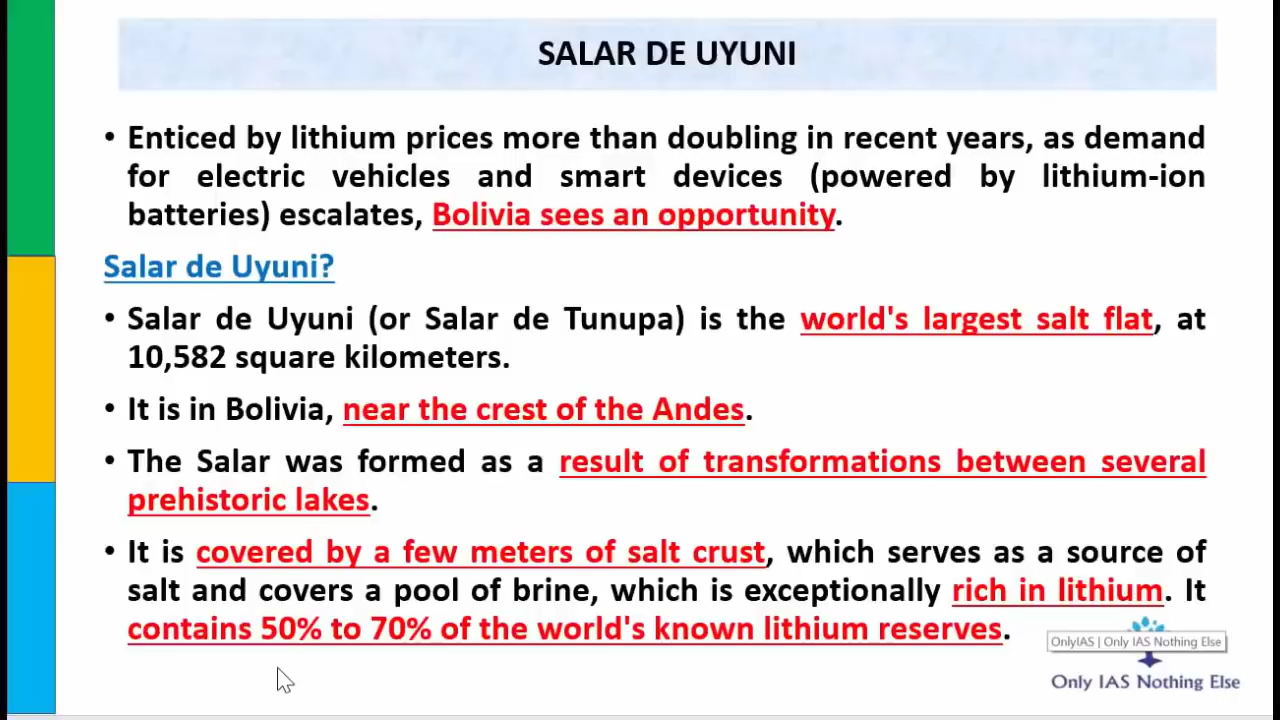 SALAR DE UYUNI
• Enticed by lithium prices more than doubling in recent years, as demand
for electric vehicles and smart devices (powered by lithium-ion
batteries) escalates, Bolivia sees an opportunity.
Salar de Uyuni?
• Salar de Uyuni (or Salar de Tunupa) is the world's largest salt flat, at
10,582 square kilometers.
• It is in Bolivia, near the crest of the Andes.
• The Salar was formed as a result of transformations between several
prehistoric lakes.
• It is covered by a few meters of salt crust, which serves as a source of
salt and covers a pool of brine, which is exceptionally rich in lithium. It
contains 50% to 70% of the world's known lithium reserves.
OnlyIAS | Only IAS Nothing Else
Only IAS Nothing Else